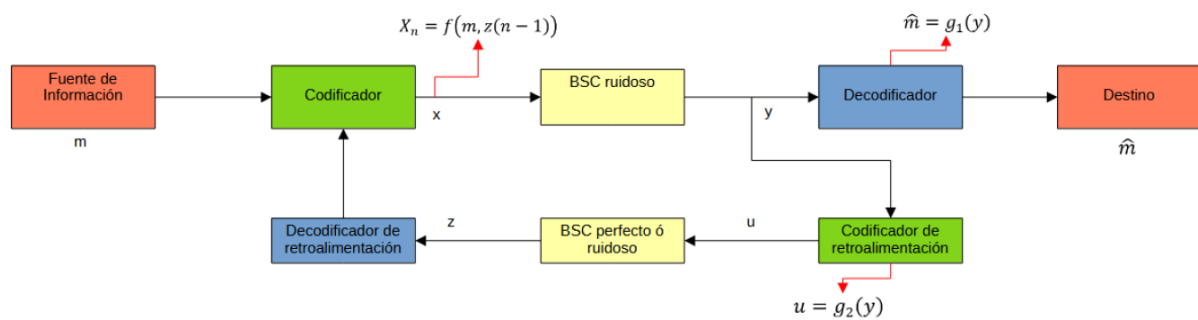 X_n = f(m, z(n − 1))
m̂ = g_1(y)
Fuente de
Información
Codificador
BSC ruidoso
Decodificador
Destino
m
x
y
m̂
Decodificador de
retroalimentación
z
BSC perfecto ó
ruidoso
u
Codificador de
retroalimentación
u = g_2(y)